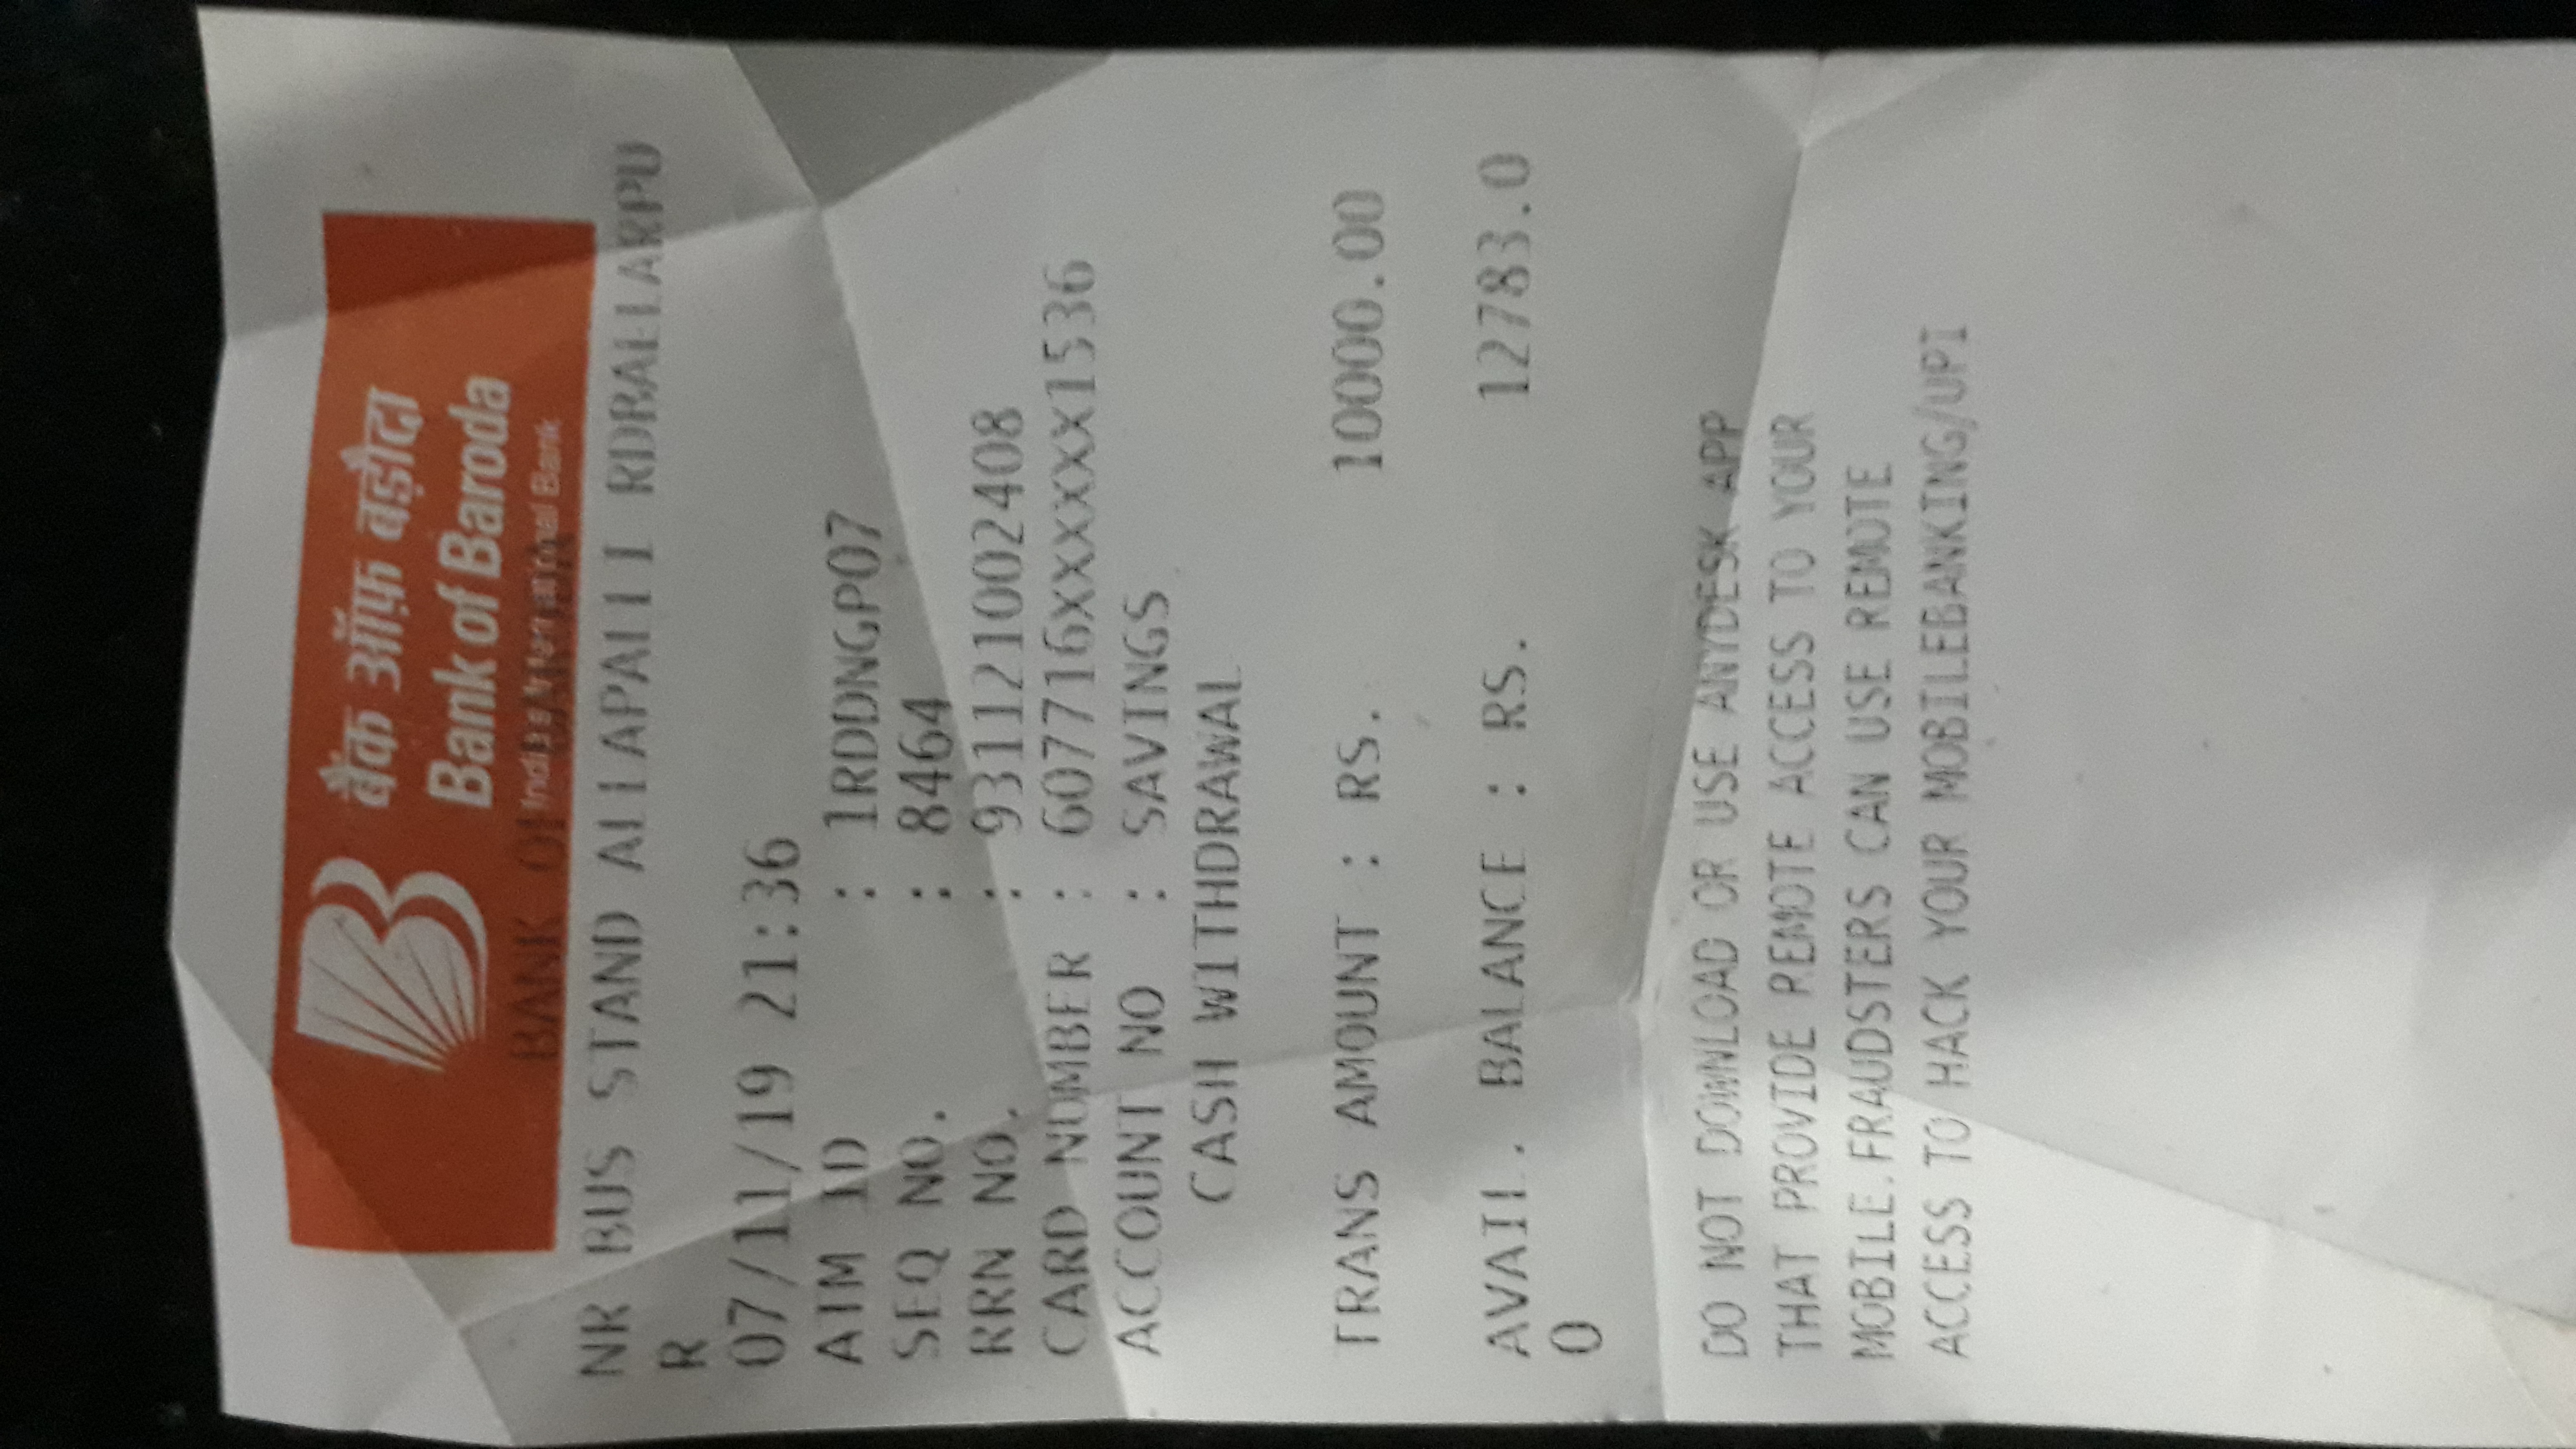 बैंक ऑफ़ बड़ौदा
Bank of Baroda
India's International Bank
BANK OF
NR BUS STAND ALLAPALLI RDRALLARPU
R
07/11/19 21:36
ATM ID : 1RDDNGP07
SEQ NO. : 8464
RRN NO. : 931121002408
CARD NUMBER : 607716XXXXXXXX1536
ACCOUNT NO : SAVINGS
CASH WITHDRAWAL
TRANS AMOUNT : RS. 10000.00
AVAIL. BALANCE : RS. 12783.0
0
DO NOT DOWNLOAD OR USE ANYDESK APP
THAT PROVIDE REMOTE ACCESS TO YOUR
MOBILE.FRAUDSTERS CAN USE REMOTE
ACCESS TO HACK YOUR MOBILEBANKING/UPI